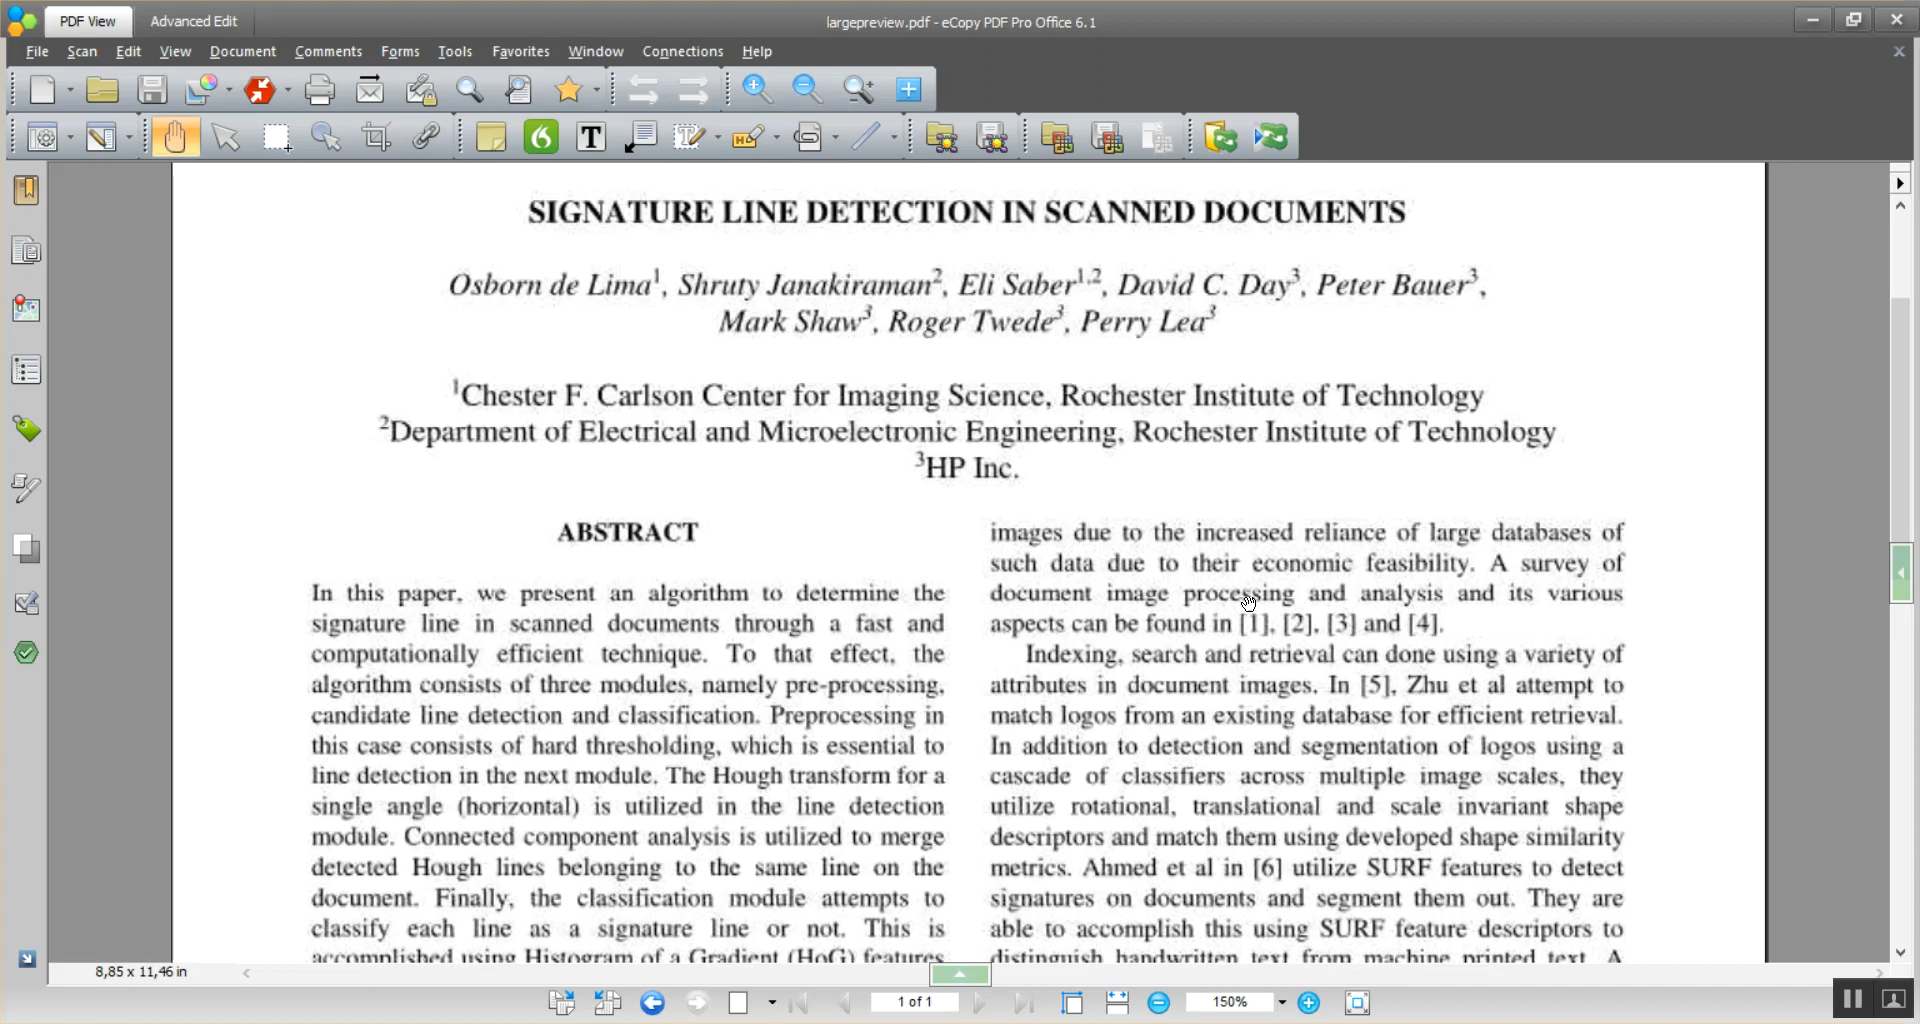 PDF View
Advanced Edit
largepreview.pdf - eCopy PDF Pro Office 6.1
File Scan Edit View Document Comments Forms Tools Favorites Window Connections Help
SIGNATURE LINE DETECTION IN SCANNED DOCUMENTS
Osborn de Lima1, Shruty Janakiraman2, Eli Saber1,2, David C. Day3, Peter Bauer3,
Mark Shaw3, Roger Twede3, Perry Lea3
1Chester F. Carlson Center for Imaging Science, Rochester Institute of Technology
2Department of Electrical and Microelectronic Engineering, Rochester Institute of Technology
3HP Inc.
ABSTRACT
In this paper, we present an algorithm to determine the
signature line in scanned documents through a fast and
computationally efficient technique. To that effect, the
algorithm consists of three modules, namely pre-processing,
candidate line detection and classification. Preprocessing in
this case consists of hard thresholding, which is essential to
line detection in the next module. The Hough transform for a
single angle (horizontal) is utilized in the line detection
module. Connected component analysis is utilized to merge
detected Hough lines belonging to the same line on the
document. Finally, the classification module attempts to
classify each line as a signature line or not. This is
accomplished using Histogram of a Gradient (HoG) features
images due to the increased reliance of large databases of
such data due to their economic feasibility. A survey of
document image processing and analysis and its various
aspects can be found in [1], [2], [3] and [4].
Indexing, search and retrieval can done using a variety of
attributes in document images. In [5], Zhu et al attempt to
match logos from an existing database for efficient retrieval.
In addition to detection and segmentation of logos using a
cascade of classifiers across multiple image scales, they
utilize rotational, translational and scale invariant shape
descriptors and match them using developed shape similarity
metrics. Ahmed et al in [6] utilize SURF features to detect
signatures on documents and segment them out. They are
able to accomplish this using SURF feature descriptors to
distinguish handwritten text from machine printed text. A
8,85 x 11,46 in
1 of 1
150%